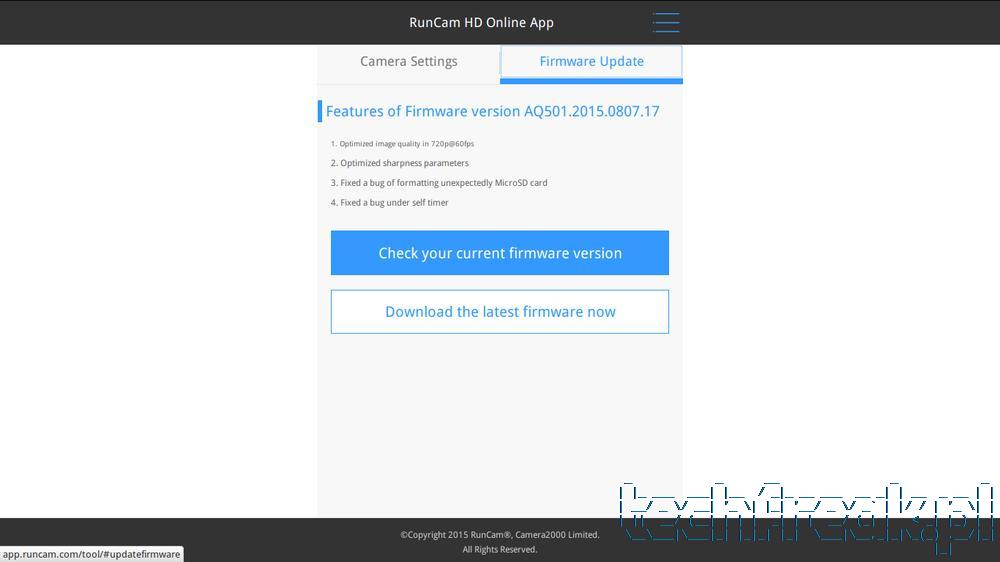 RunCam HD Online App
Camera Settings
Firmware Update
Features of Firmware version AQ501.2015.0807.17
1. Optimized image quality in 720p@60fps
2. Optimized sharpness parameters
3. Fixed a bug of formatting unexpectedly MicroSD card
4. Fixed a bug under self timer
Check your current firmware version
Download the latest firmware now
techfreak.pl
©Copyright 2015 RunCam®, Camera2000 Limited.
All Rights Reserved.
app.runcam.com/tool/#updatefirmware